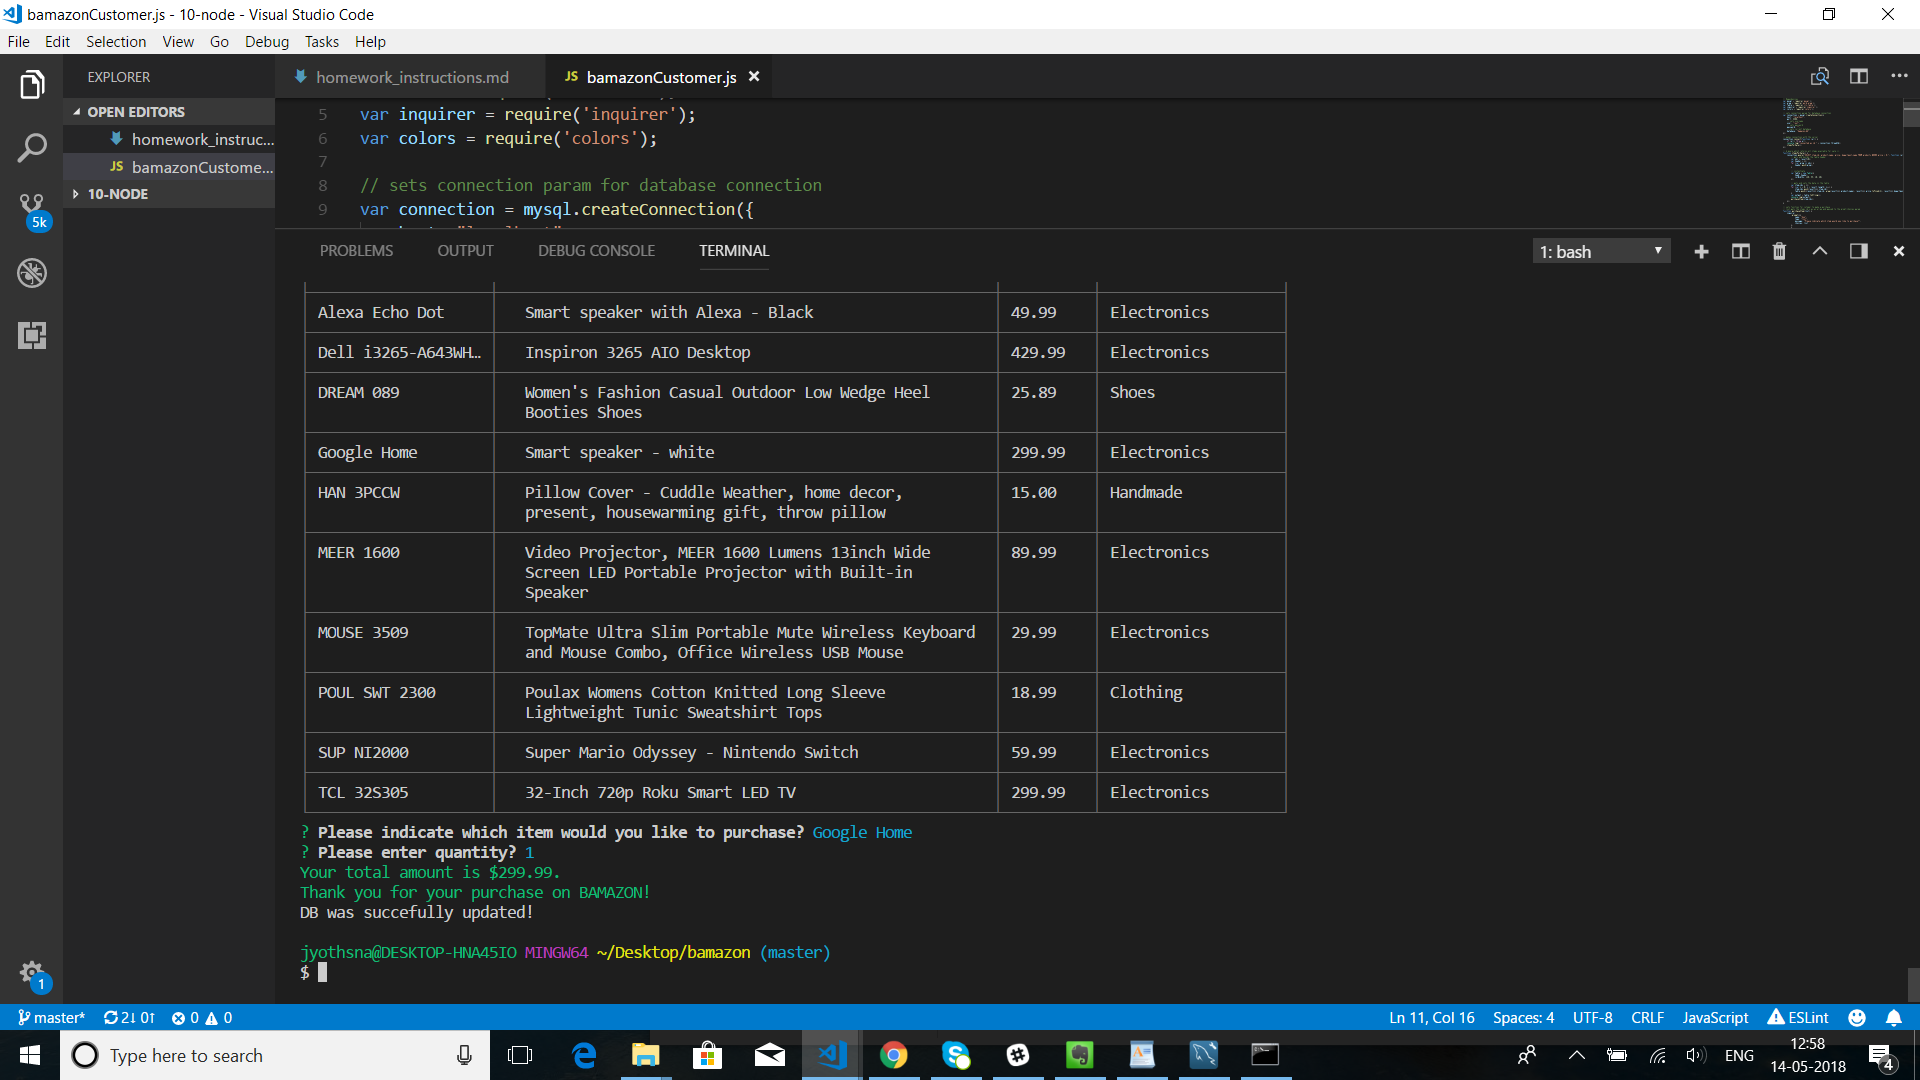 bamazonCustomer.js - 10-node - Visual Studio Code
File Edit Selection View Go Debug Tasks Help
EXPLORER
homework_instructions.md
JS bamazonCustomer.js
OPEN EDITORS
homework_instruc...
JS bamazonCustome...
10-NODE
5k
5 var inquirer = require('inquirer');
6 var colors = require('colors');
7
8 // sets connection param for database connection
9 var connection = mysql.createConnection({
PROBLEMS OUTPUT DEBUG CONSOLE TERMINAL
1: bash
Alexa Echo Dot Smart speaker with Alexa - Black 49.99 Electronics
Dell i3265-A643WH… Inspiron 3265 AIO Desktop 429.99 Electronics
DREAM 089 Women's Fashion Casual Outdoor Low Wedge Heel 25.89 Shoes
Booties Shoes
Google Home Smart speaker - white 299.99 Electronics
HAN 3PCCW Pillow Cover - Cuddle Weather, home decor, 15.00 Handmade
present, housewarming gift, throw pillow
MEER 1600 Video Projector, MEER 1600 Lumens 13inch Wide 89.99 Electronics
Screen LED Portable Projector with Built-in
Speaker
MOUSE 3509 TopMate Ultra Slim Portable Mute Wireless Keyboard 29.99 Electronics
and Mouse Combo, Office Wireless USB Mouse
POUL SWT 2300 Poulax Womens Cotton Knitted Long Sleeve 18.99 Clothing
Lightweight Tunic Sweatshirt Tops
SUP NI2000 Super Mario Odyssey - Nintendo Switch 59.99 Electronics
TCL 32S305 32-Inch 720p Roku Smart LED TV 299.99 Electronics
? Please indicate which item would you like to purchase? Google Home
? Please enter quantity? 1
Your total amount is $299.99.
Thank you for your purchase on BAMAZON!
DB was succefully updated!
jyothsna@DESKTOP-HNA45IO MINGW64 ~/Desktop/bamazon (master)
$
1
master* 2↓ 0↑ 0 0
Ln 11, Col 16 Spaces: 4 UTF-8 CRLF JavaScript ESLint
Type here to search
ENG
12:58
14-05-2018
4